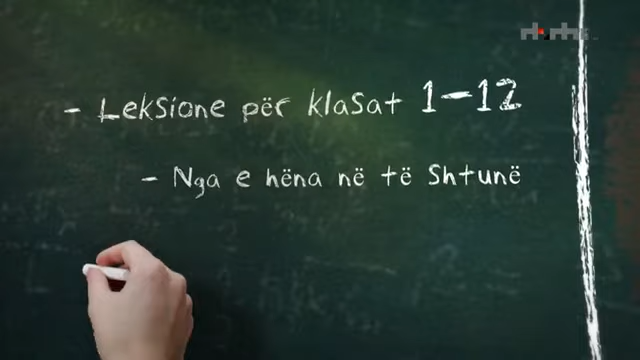 - Leksione për klasat 1-12
- Nga e hëna në të Shtunë